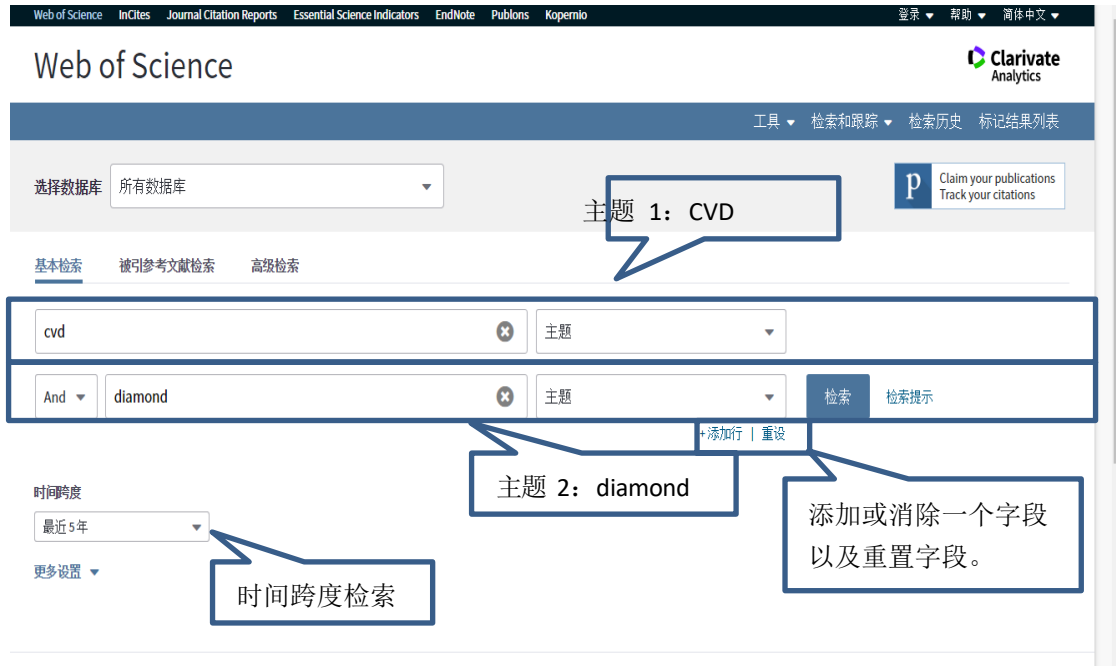 Web of Science InCites Journal Citation Reports Essential Science Indicators EndNote Publons Kopernio 登录 帮助 简体中文
Web of Science
Clarivate
Analytics
工具 检索和跟踪 检索历史 标记结果列表
选择数据库 所有数据库
p Claim your publications
Track your citations
主题 1：CVD
基本检索 被引参考文献检索 高级检索
cvd 主题
And diamond 主题 检索 检索提示
+添加行 | 重设
主题 2：diamond
时间跨度
最近5年
添加或消除一个字段
以及重置字段。
更多设置
时间跨度检索